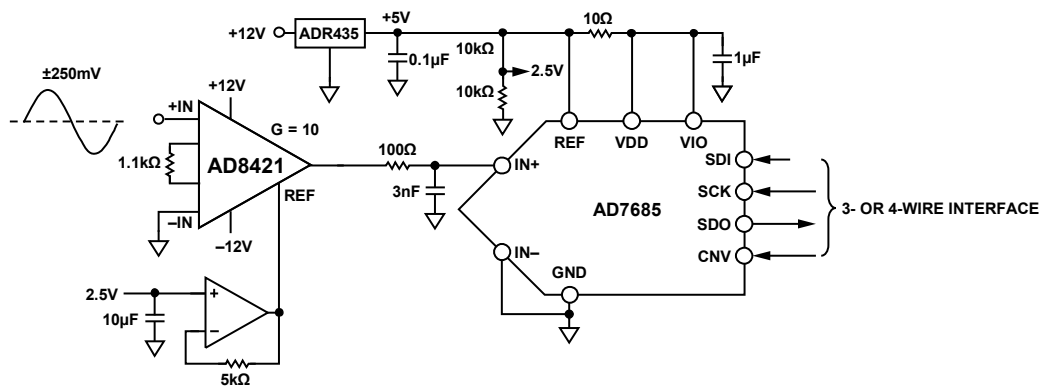 +5V
10Ω
+12V
ADR435
10kΩ
0.1µF
2.5V
1µF
±250mV
+12V
10kΩ
+IN
G = 10
REF
VDD
VIO
100Ω
SDI
1.1kΩ
AD8421
IN+
SCK
3nF
REF
AD7685
3- OR 4-WIRE INTERFACE
–IN
SDO
–12V
IN–
CNV
GND
2.5V
+
10µF
–
5kΩ